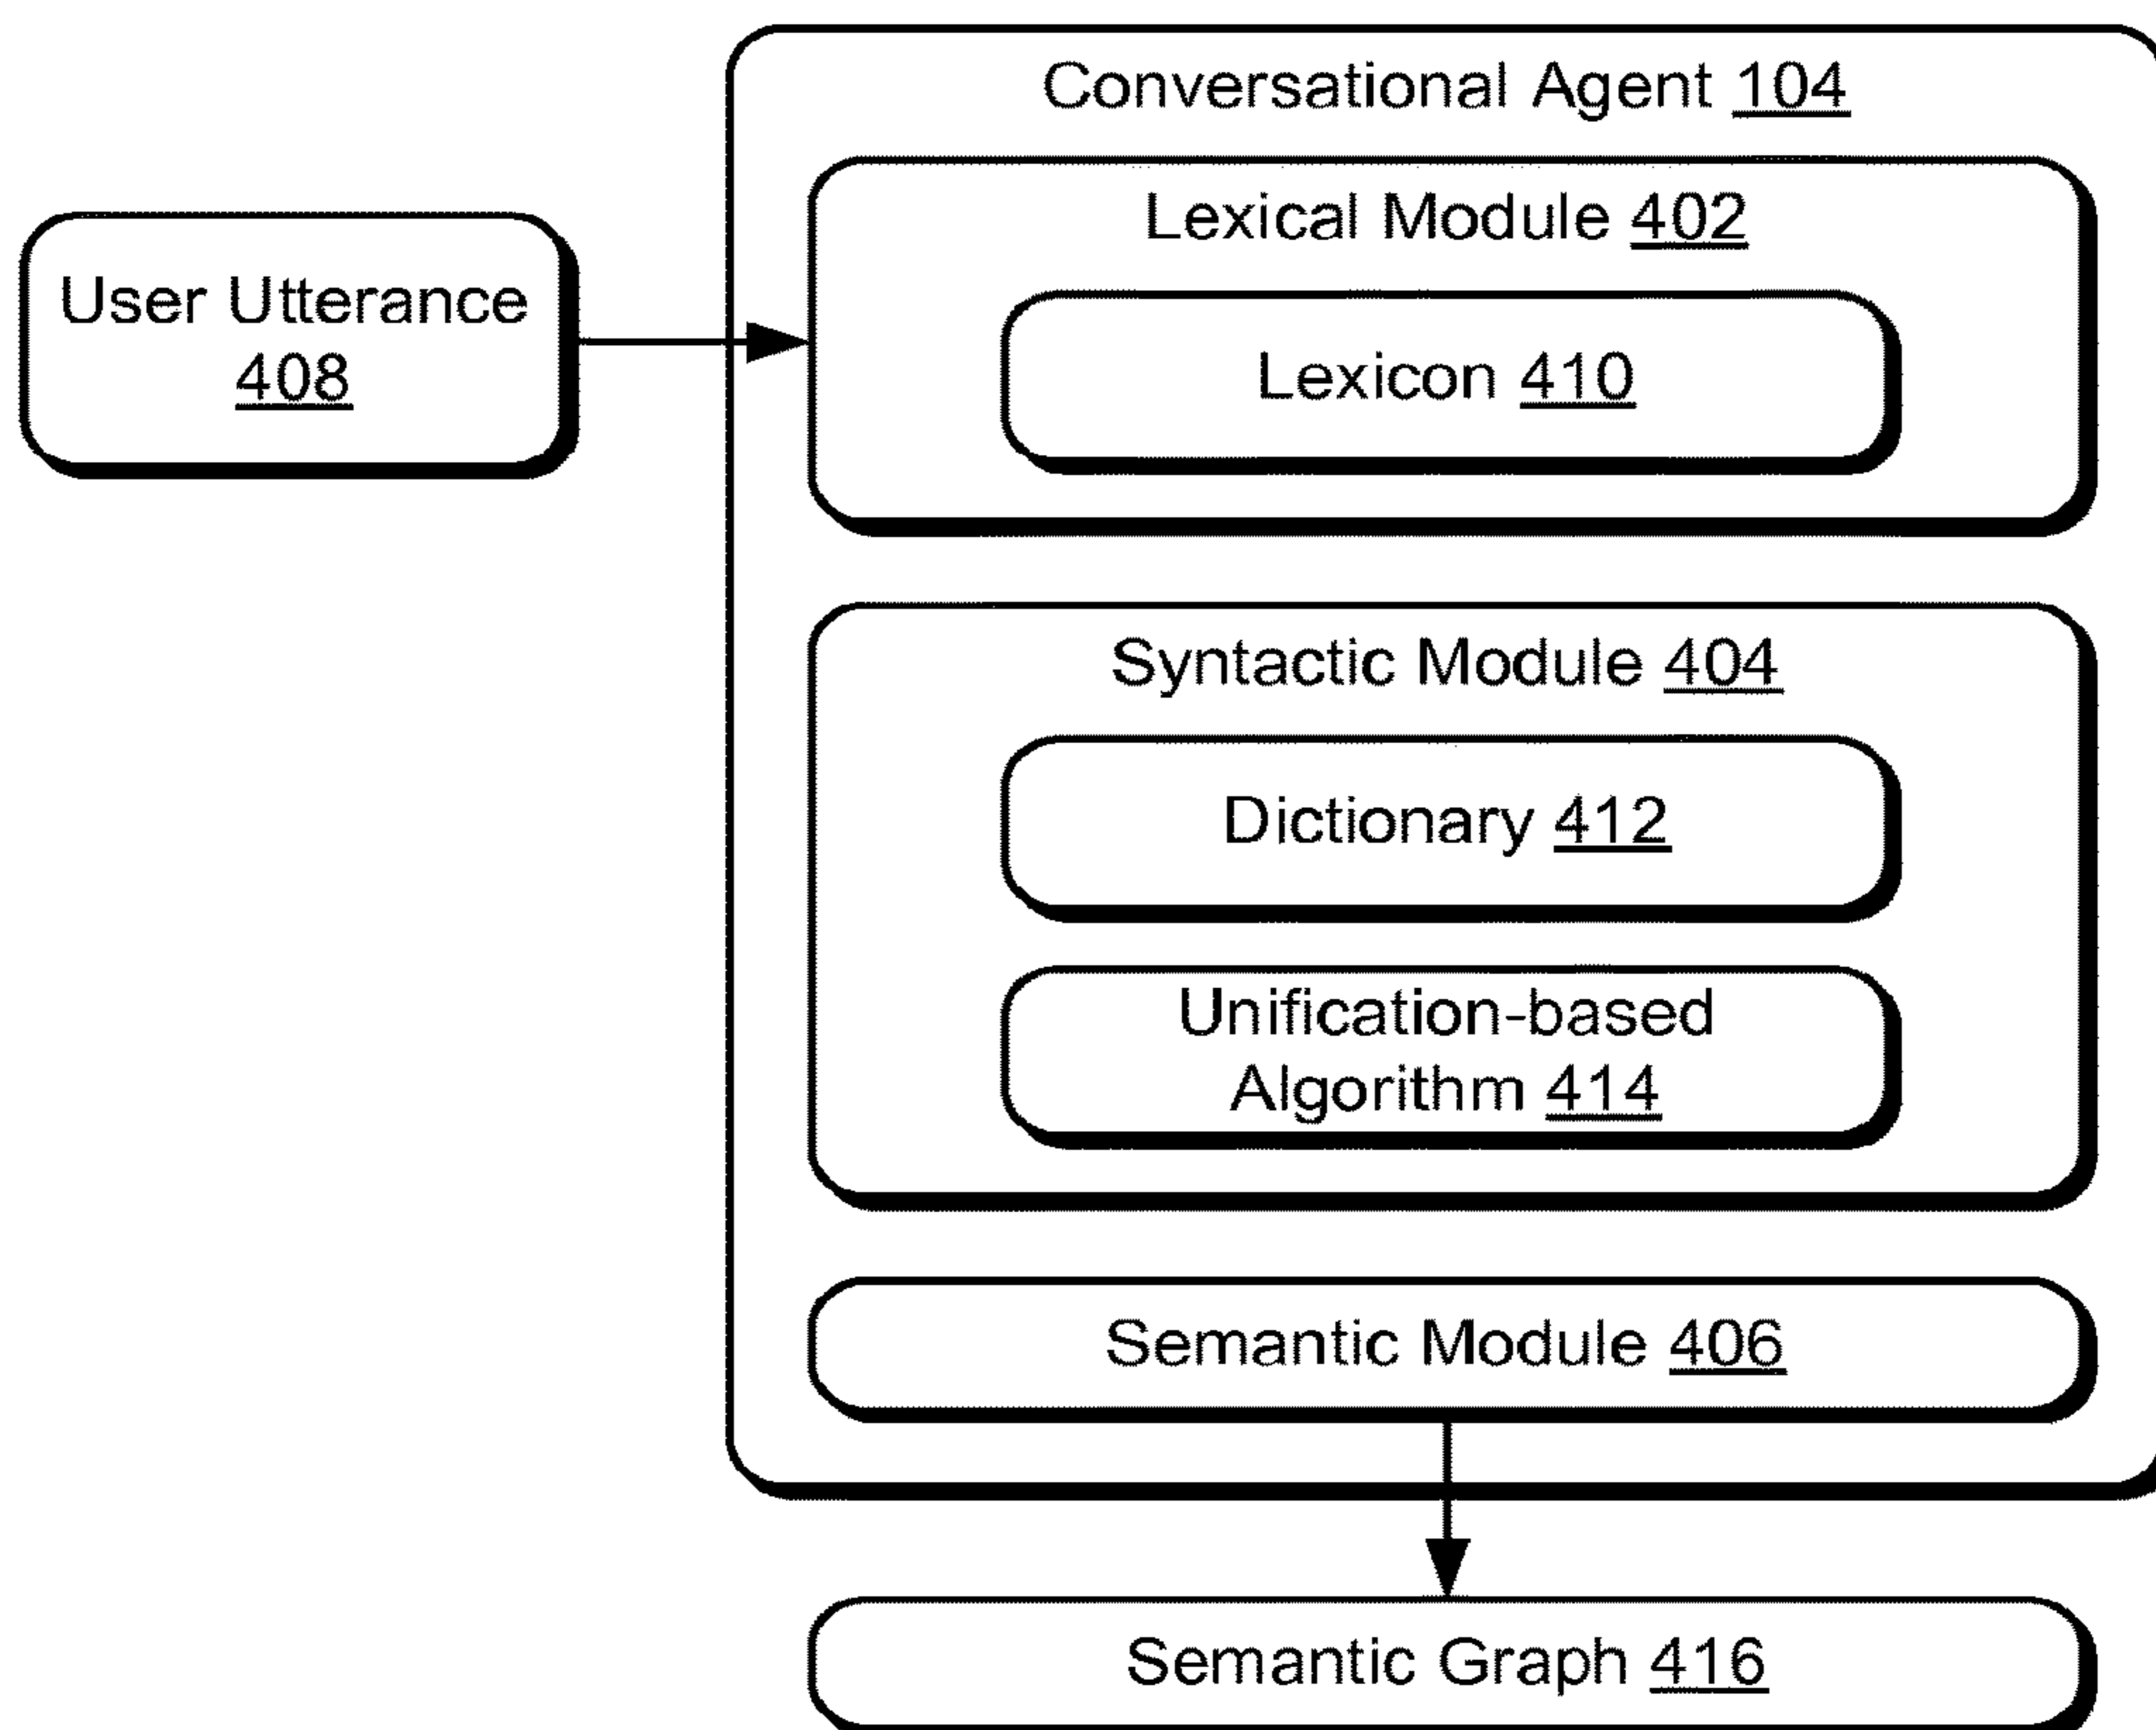 Conversational Agent 104
Lexical Module 402
User Utterance
408
Lexicon 410
Syntactic Module 404
Dictionary 412
Unification-based
Algorithm 414
Semantic Module 406
Semantic Graph 416